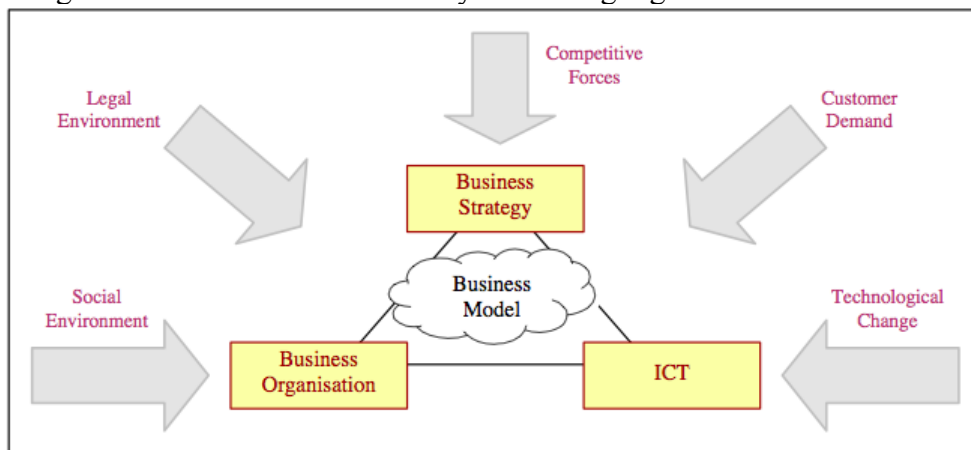 Competitive
Forces
Legal
Environment
Customer
Demand
Business
Strategy
Business
Model
Social
Environment
Technological
Change
Business
Organisation
ICT